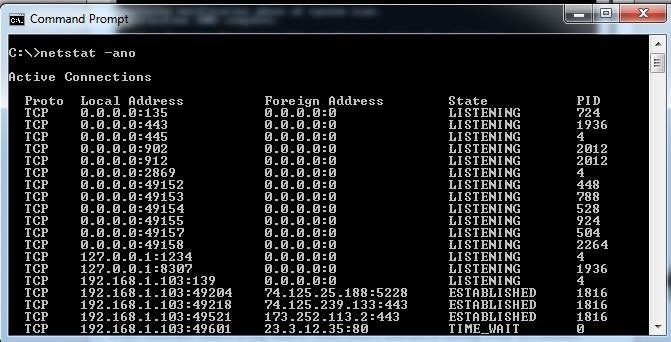 Command Prompt
C:\>netstat -ano
Active Connections
Proto Local Address Foreign Address State PID
TCP 0.0.0.0:135 0.0.0.0:0 LISTENING 724
TCP 0.0.0.0:443 0.0.0.0:0 LISTENING 1936
TCP 0.0.0.0:445 0.0.0.0:0 LISTENING 4
TCP 0.0.0.0:902 0.0.0.0:0 LISTENING 2012
TCP 0.0.0.0:912 0.0.0.0:0 LISTENING 2012
TCP 0.0.0.0:2869 0.0.0.0:0 LISTENING 4
TCP 0.0.0.0:49152 0.0.0.0:0 LISTENING 448
TCP 0.0.0.0:49153 0.0.0.0:0 LISTENING 788
TCP 0.0.0.0:49154 0.0.0.0:0 LISTENING 528
TCP 0.0.0.0:49155 0.0.0.0:0 LISTENING 924
TCP 0.0.0.0:49157 0.0.0.0:0 LISTENING 504
TCP 0.0.0.0:49158 0.0.0.0:0 LISTENING 2264
TCP 127.0.0.1:1234 0.0.0.0:0 LISTENING 4
TCP 127.0.0.1:8307 0.0.0.0:0 LISTENING 1936
TCP 192.168.1.103:139 0.0.0.0:0 LISTENING 4
TCP 192.168.1.103:49204 74.125.25.188:5228 ESTABLISHED 1816
TCP 192.168.1.103:49218 74.125.239.133:443 ESTABLISHED 1816
TCP 192.168.1.103:49521 173.252.113.2:443 ESTABLISHED 1816
TCP 192.168.1.103:49601 23.3.12.35:80 TIME_WAIT 0